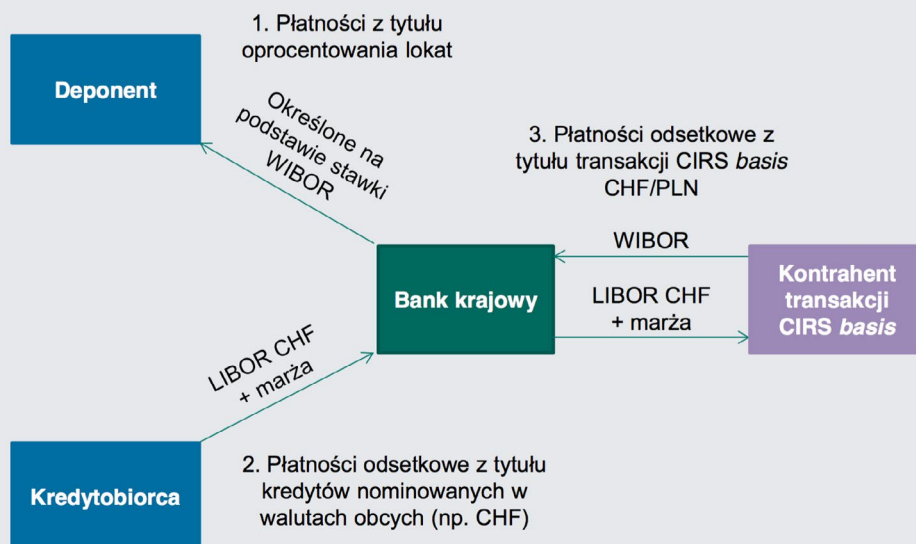 1. Płatności z tytułu
oprocentowania lokat
Deponent
Określone na
podstawie stawki
WIBOR
3. Płatności odsetkowe z
tytułu transakcji CIRS basis
CHF/PLN
WIBOR
Bank krajowy
LIBOR CHF
+ marża
Kontrahent
transakcji
CIRS basis
LIBOR CHF
+ marża
Kredytobiorca
2. Płatności odsetkowe z tytułu
kredytów nominowanych w
walutach obcych (np. CHF)